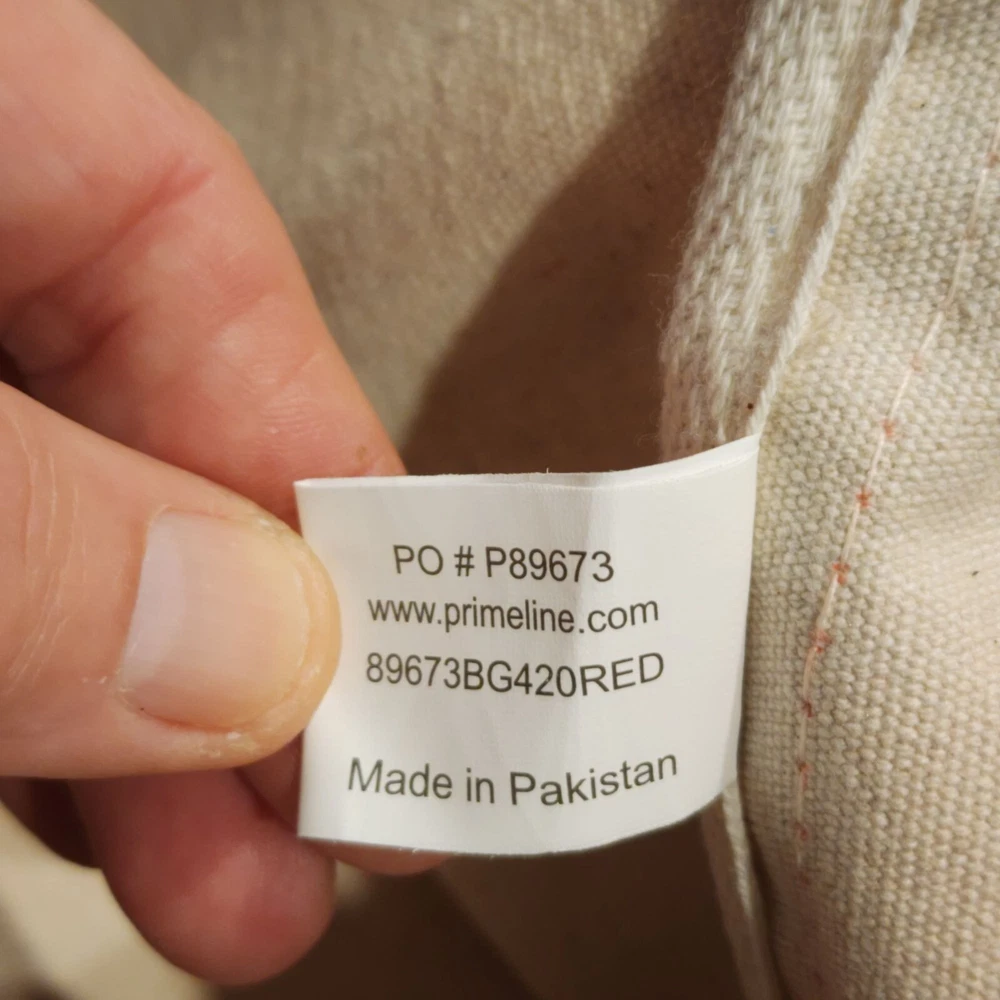 PO # P89673
www.primeline.com
89673BG420RED
Made in Pakistan